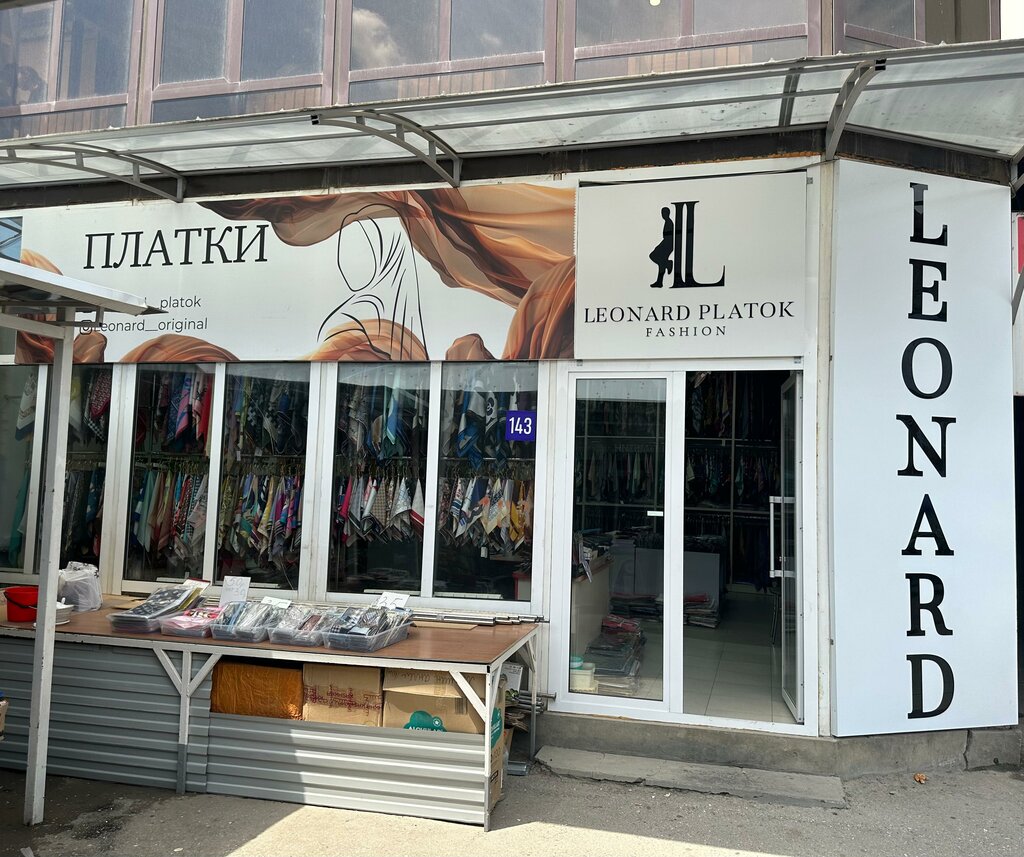 ПЛАТКИ
_platok
Leonard__original
L
LEONARD PLATOK
FASHION
143
LEONARD